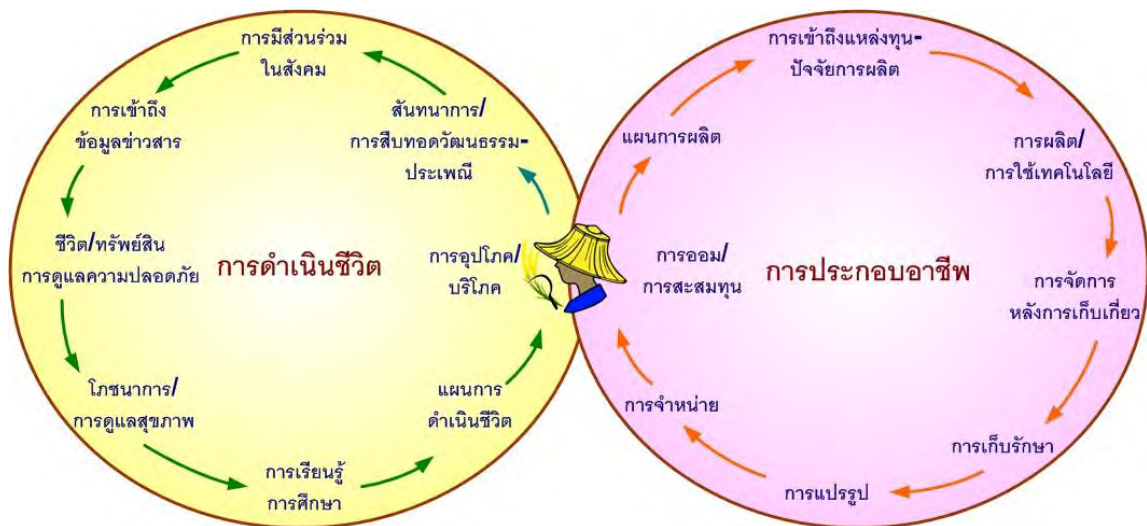 การมีส่วนร่วม
ในสังคม
สันทนาการ/
การสืบทอดวัฒนธรรม-
ประเพณี
การเข้าถึง
ข้อมูลข่าวสาร
ชีวิต/ทรัพย์สิน
การดูแลความปลอดภัย
การดำเนินชีวิต
การอุปโภค/
บริโภค
โภชนาการ/
การดูแลสุขภาพ
แผนการ
ดำเนินชีวิต
การเรียนรู้
การศึกษา
การเข้าถึงแหล่งทุน-
ปัจจัยการผลิต
แผนการผลิต
การผลิต/
การใช้เทคโนโลยี
การออม/
การสะสมทุน
การประกอบอาชีพ
การจัดการ
หลังการเก็บเกี่ยว
การจำหน่าย
การเก็บรักษา
การแปรรูป